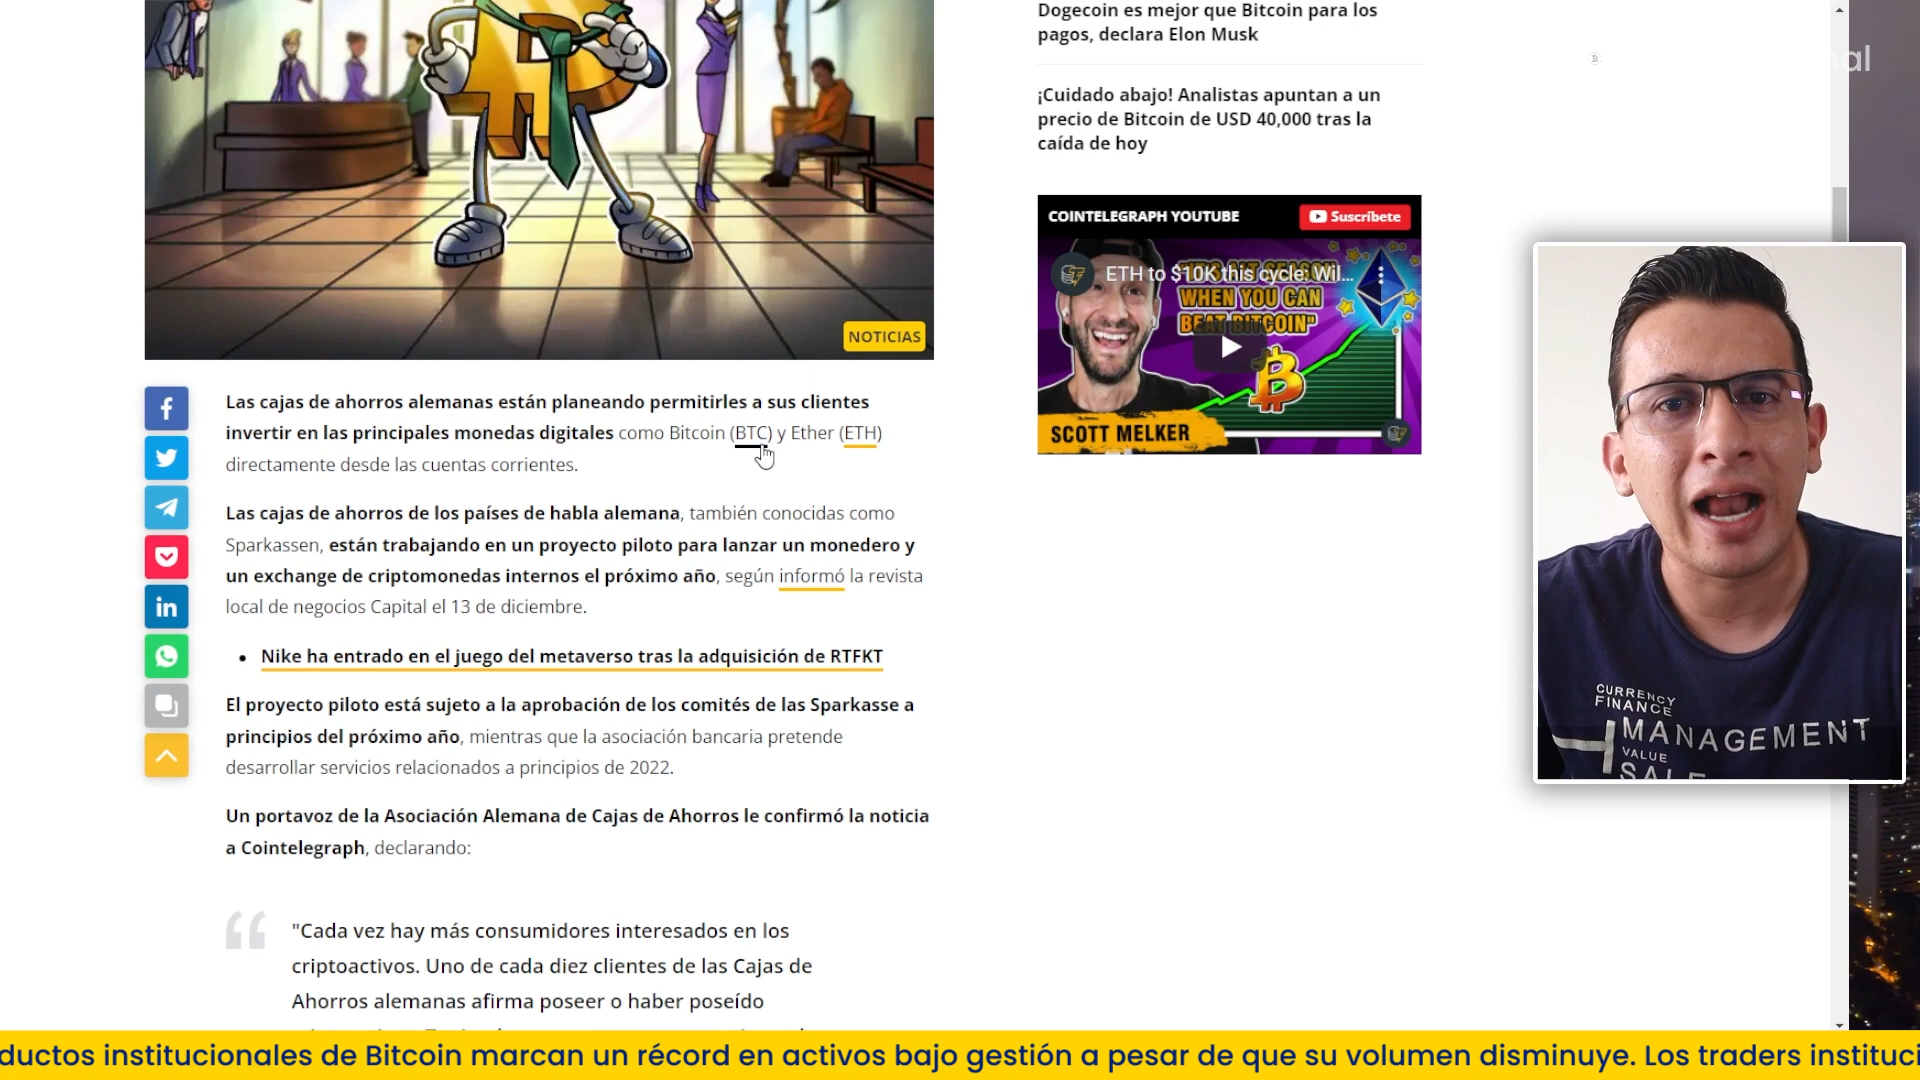 Dogecoin es mejor que Bitcoin para los
pagos, declara Elon Musk
¡Cuidado abajo! Analistas apuntan a un
precio de Bitcoin de USD 40,000 tras la
caída de hoy
COINTELEGRAPH YOUTUBE
Suscríbete
ETH to $10K this cycle: Wil...
WHEN YOU CAN
BEAT BITCOIN"
SCOTT MELKER
NOTICIAS
Las cajas de ahorros alemanas están planeando permitirles a sus clientes
invertir en las principales monedas digitales como Bitcoin (BTC) y Ether (ETH)
directamente desde las cuentas corrientes.
Las cajas de ahorros de los países de habla alemana, también conocidas como
Sparkassen, están trabajando en un proyecto piloto para lanzar un monedero y
un exchange de criptomonedas internos el próximo año, según informó la revista
local de negocios Capital el 13 de diciembre.
• Nike ha entrado en el juego del metaverso tras la adquisición de RTFKT
El proyecto piloto está sujeto a la aprobación de los comités de las Sparkasse a
principios del próximo año, mientras que la asociación bancaria pretende
desarrollar servicios relacionados a principios de 2022.
Un portavoz de la Asociación Alemana de Cajas de Ahorros le confirmó la noticia
a Cointelegraph, declarando:
"Cada vez hay más consumidores interesados en los
criptoactivos. Uno de cada diez clientes de las Cajas de
Ahorros alemanas afirma poseer o haber poseído
nal
CURRENCY
FINANCE
MANAGEMENT
VALUE
SALE
ductos institucionales de Bitcoin marcan un récord en activos bajo gestión a pesar de que su volumen disminuye. Los traders instituci